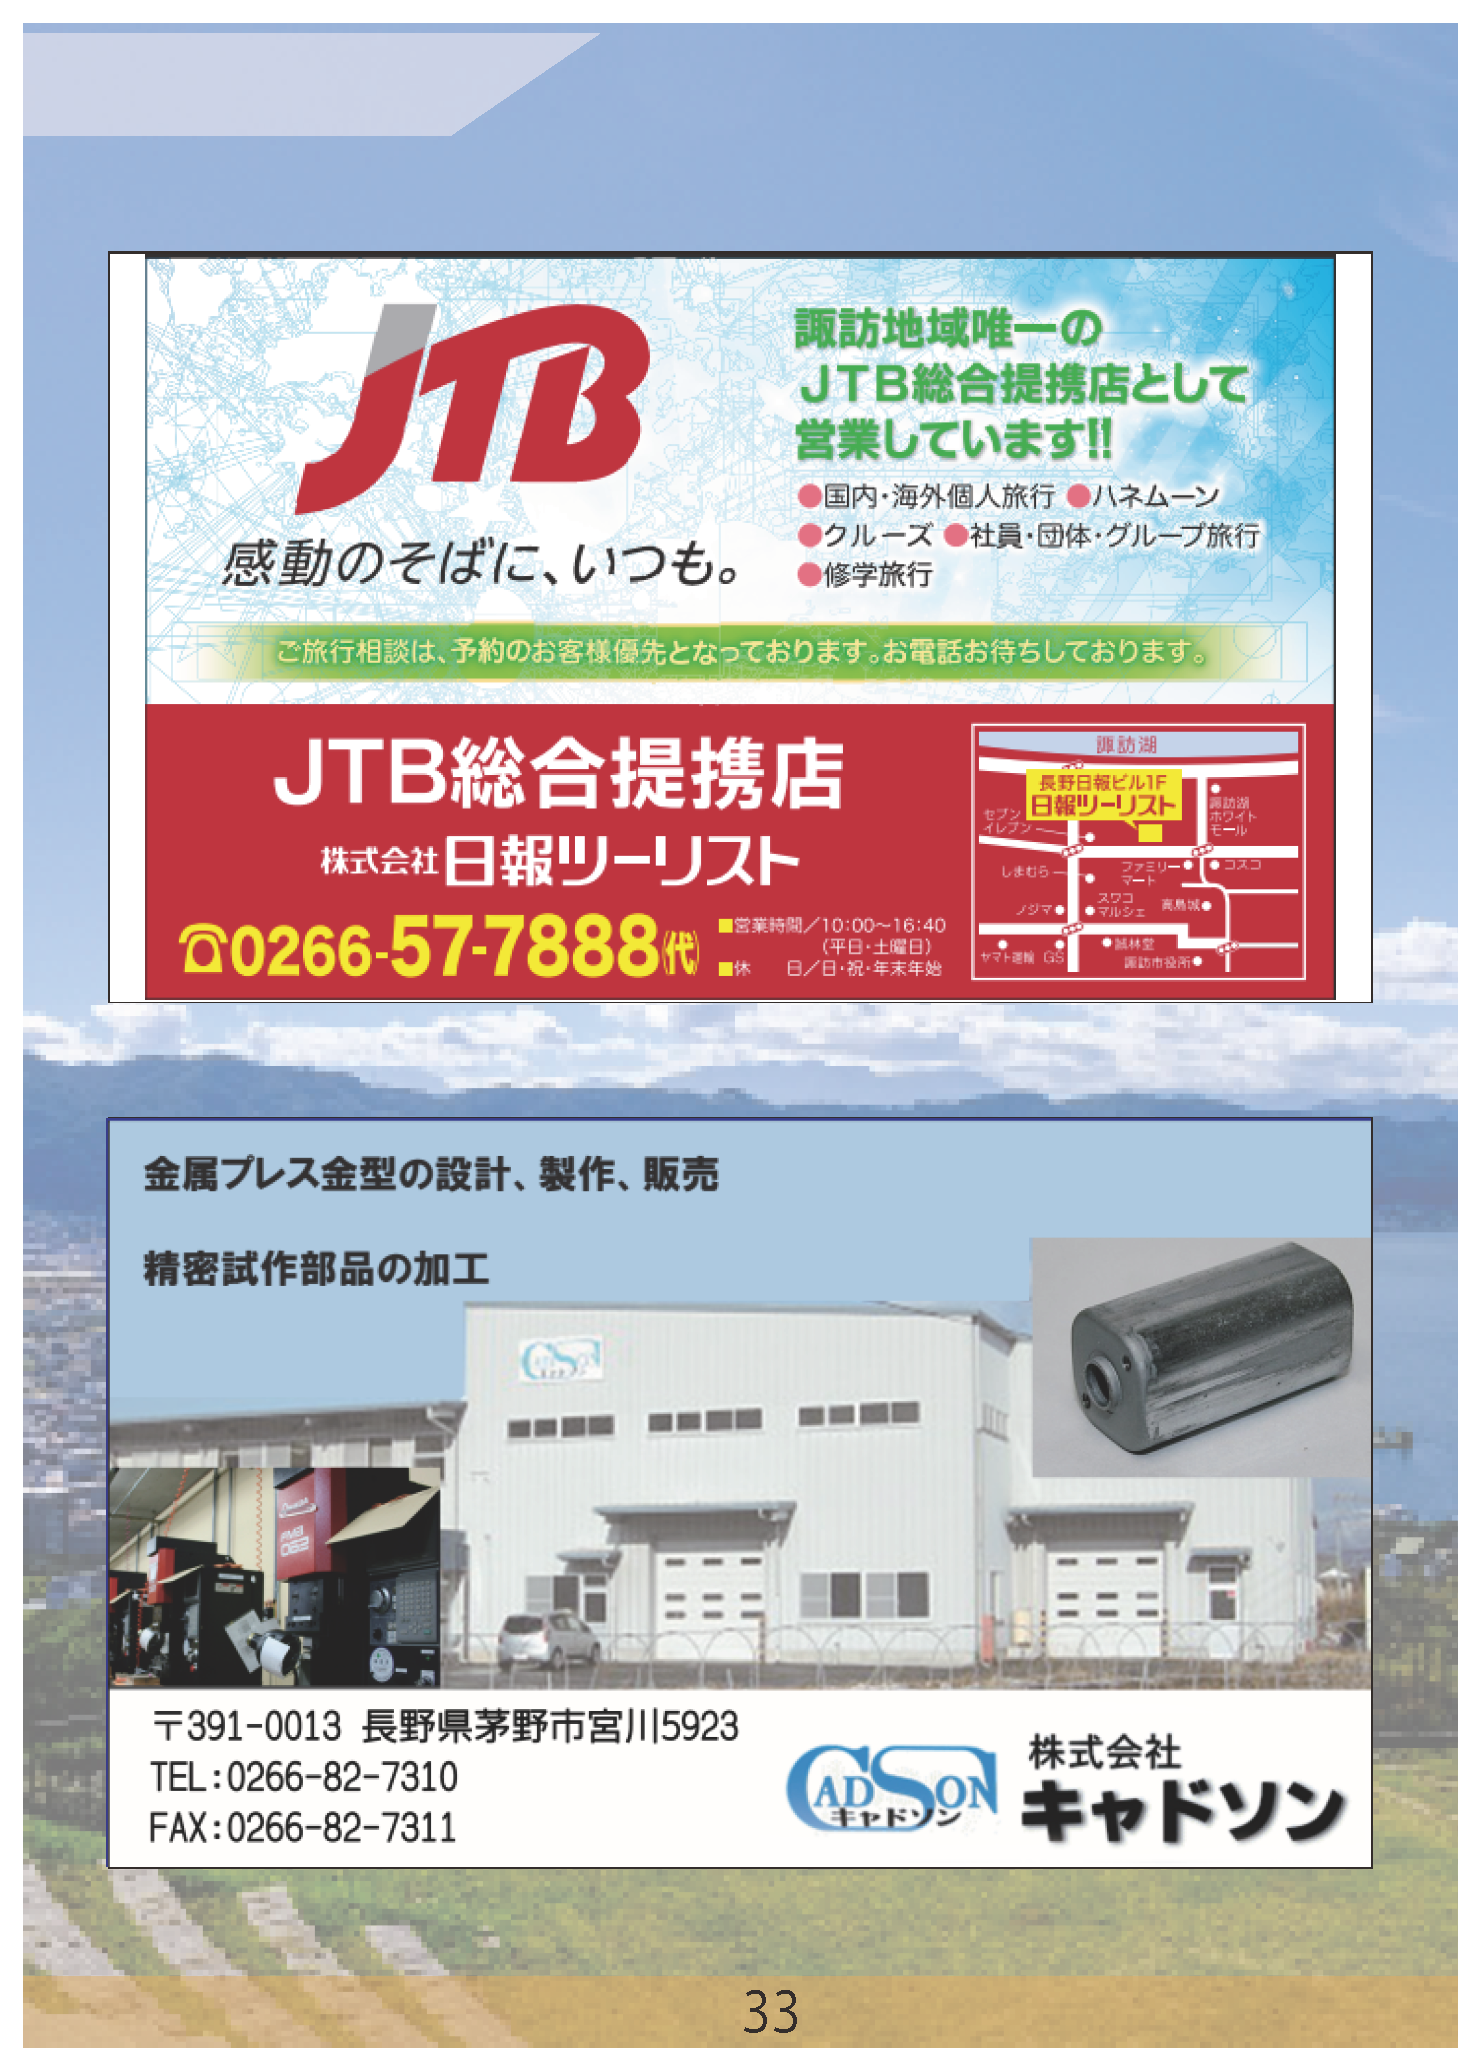 JTB
感動のそばに、いつも。
諏訪地域唯一の
JTB総合提携店として
営業しています!!
●国内・海外個人旅行 ●ハネムーン
●クルーズ ●社員・団体・グループ旅行
●修学旅行
ご旅行相談は、予約のお客様優先となっております。お電話お待ちしております。
JTB総合提携店
株式会社日報ツーリスト
☎0266-57-7888(代)
■営業時間／10:00～16:40
（平日・土曜日）
■休　　日／日・祝・年末年始
諏訪湖
長野日報ビル1F
日報ツーリスト
セブン
イレブン
諏訪湖
ホワイト
モール
しまむら
ファミリー
マート
コスコ
ノジマ
スワコ
マルシェ
高島城
ヤマト運輸
GS
誠林堂
諏訪市役所
金属プレス金型の設計、製作、販売
精密試作部品の加工
CADSON
キャドソン
〒391-0013 長野県茅野市宮川5923
TEL:0266-82-7310
FAX:0266-82-7311
CADSON
キャドソン
株式会社
キャドソン
33